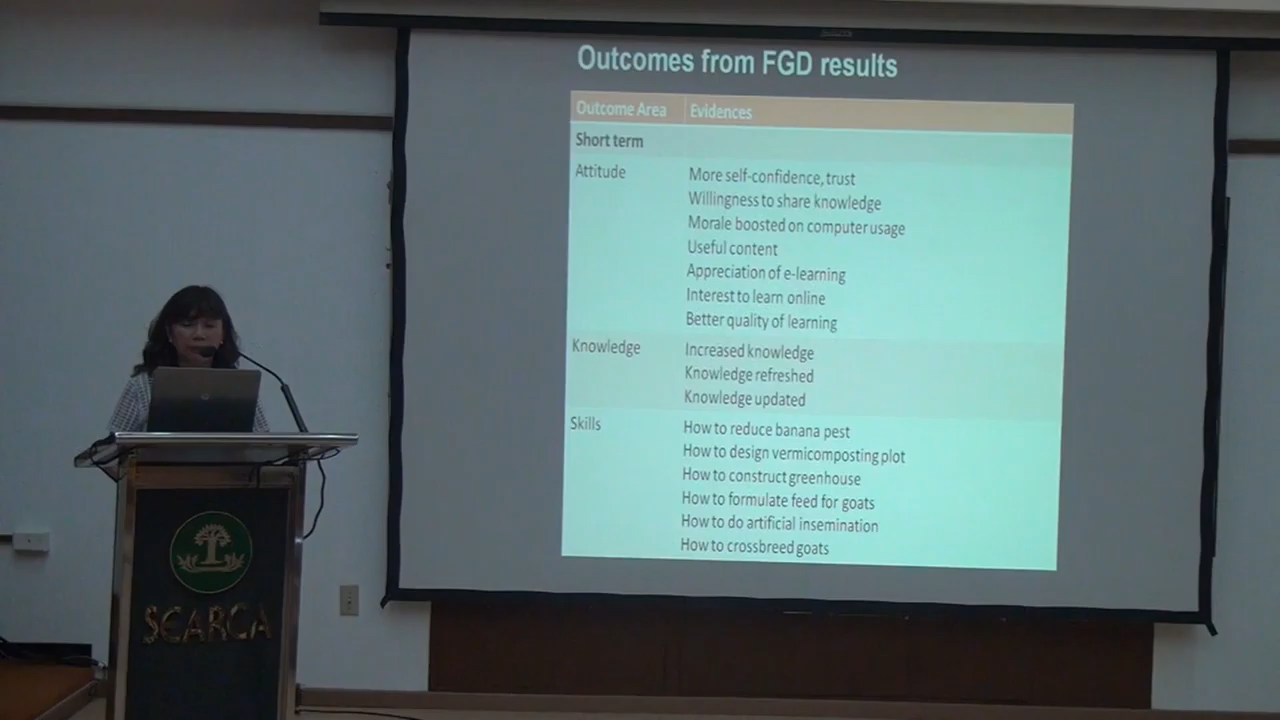 Outcomes from FGD results
Outcome Area Evidences
Short term
Attitude More self-confidence, trust
Willingness to share knowledge
Morale boosted on computer usage
Useful content
Appreciation of e-learning
Interest to learn online
Better quality of learning
Knowledge Increased knowledge
Knowledge refreshed
Knowledge updated
Skills How to reduce banana pest
How to design vermicomposting plot
How to construct greenhouse
How to formulate feed for goats
How to do artificial insemination
How to crossbreed goats
SEARCA